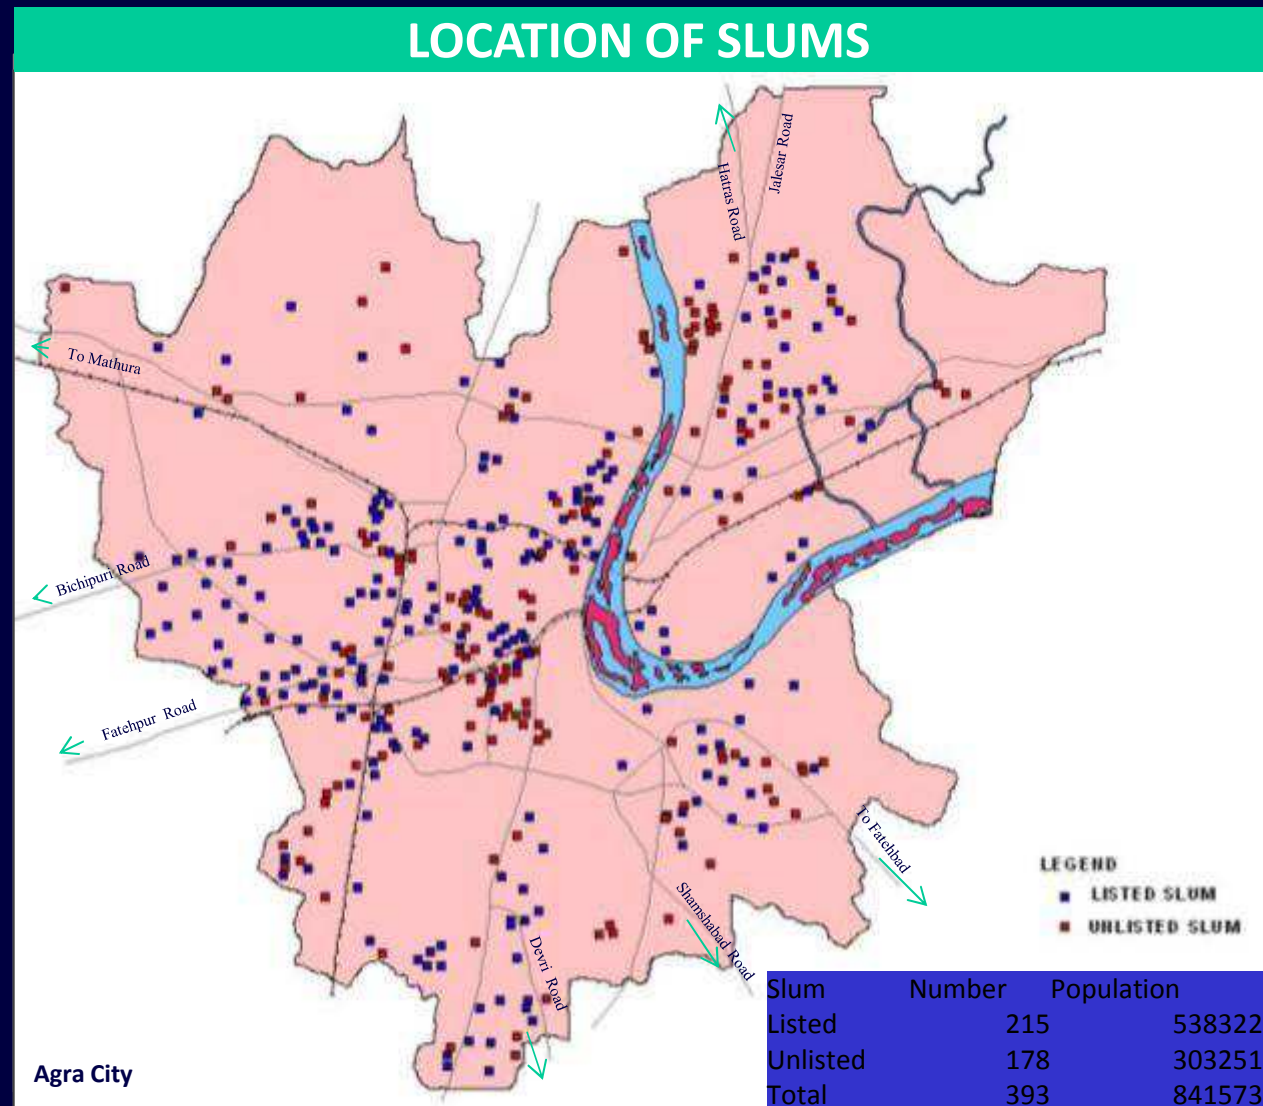 LOCATION OF SLUMS
Jalesar Road
Hatras Road
To Mathura
Bichipuri Road
Fatehpur Road
To Fatehbad
Shamshabad Road
Devri Road
LEGEND
LISTED SLUM
UNLISTED SLUM
Slum Number Population
Listed 215 538322
Unlisted 178 303251
Total 393 841573
Agra City